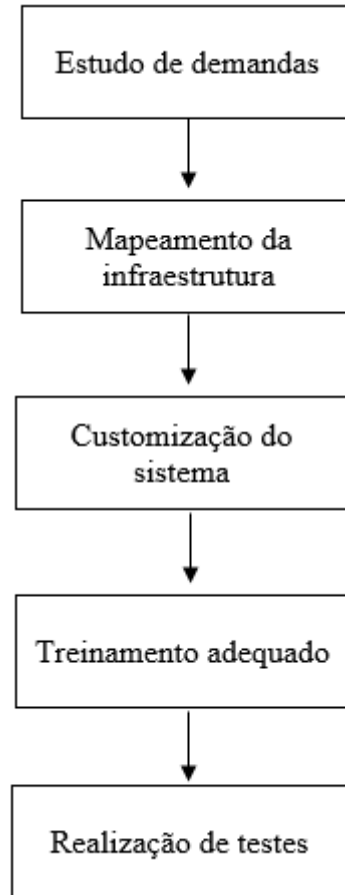 Estudo de demandas
Mapeamento da
infraestrutura
Customização do
sistema
Treinamento adequado
Realização de testes